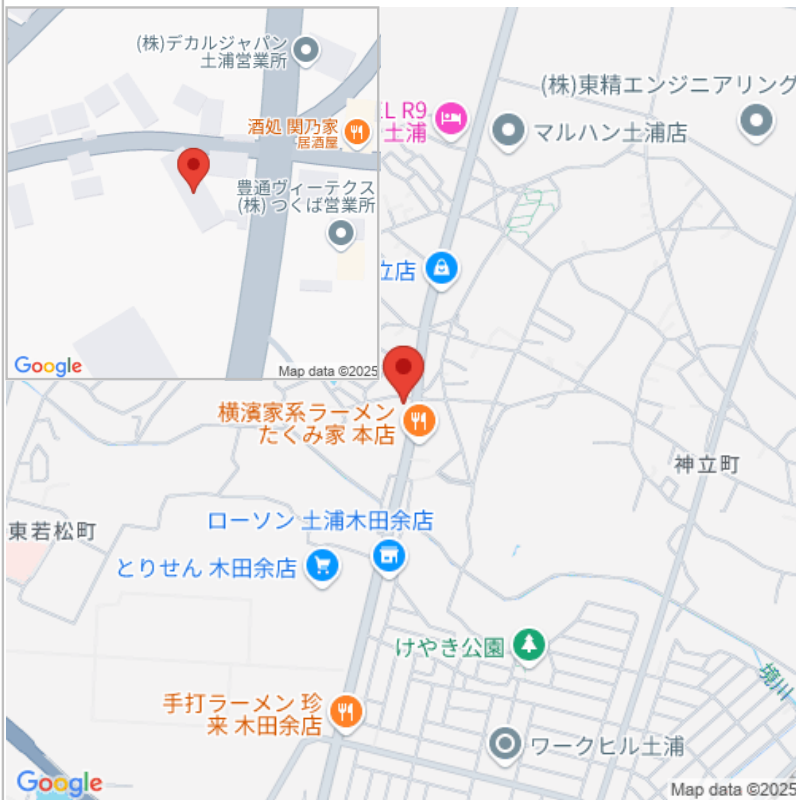 (株)デカルジャパン
土浦営業所
酒処 関乃家
居酒屋
豊通ヴィーテクス
(株) つくば営業所
Google
Map data ©2025
L R9
土浦
(株)東精エンジニアリング
マルハン土浦店
立店
横濱家系ラーメン
たくみ家 本店
神立町
東若松町
ローソン 土浦木田余店
とりせん 木田余店
けやき公園
境川
手打ラーメン 珍
来 木田余店
ワークヒル土浦
Google
Map data ©2025